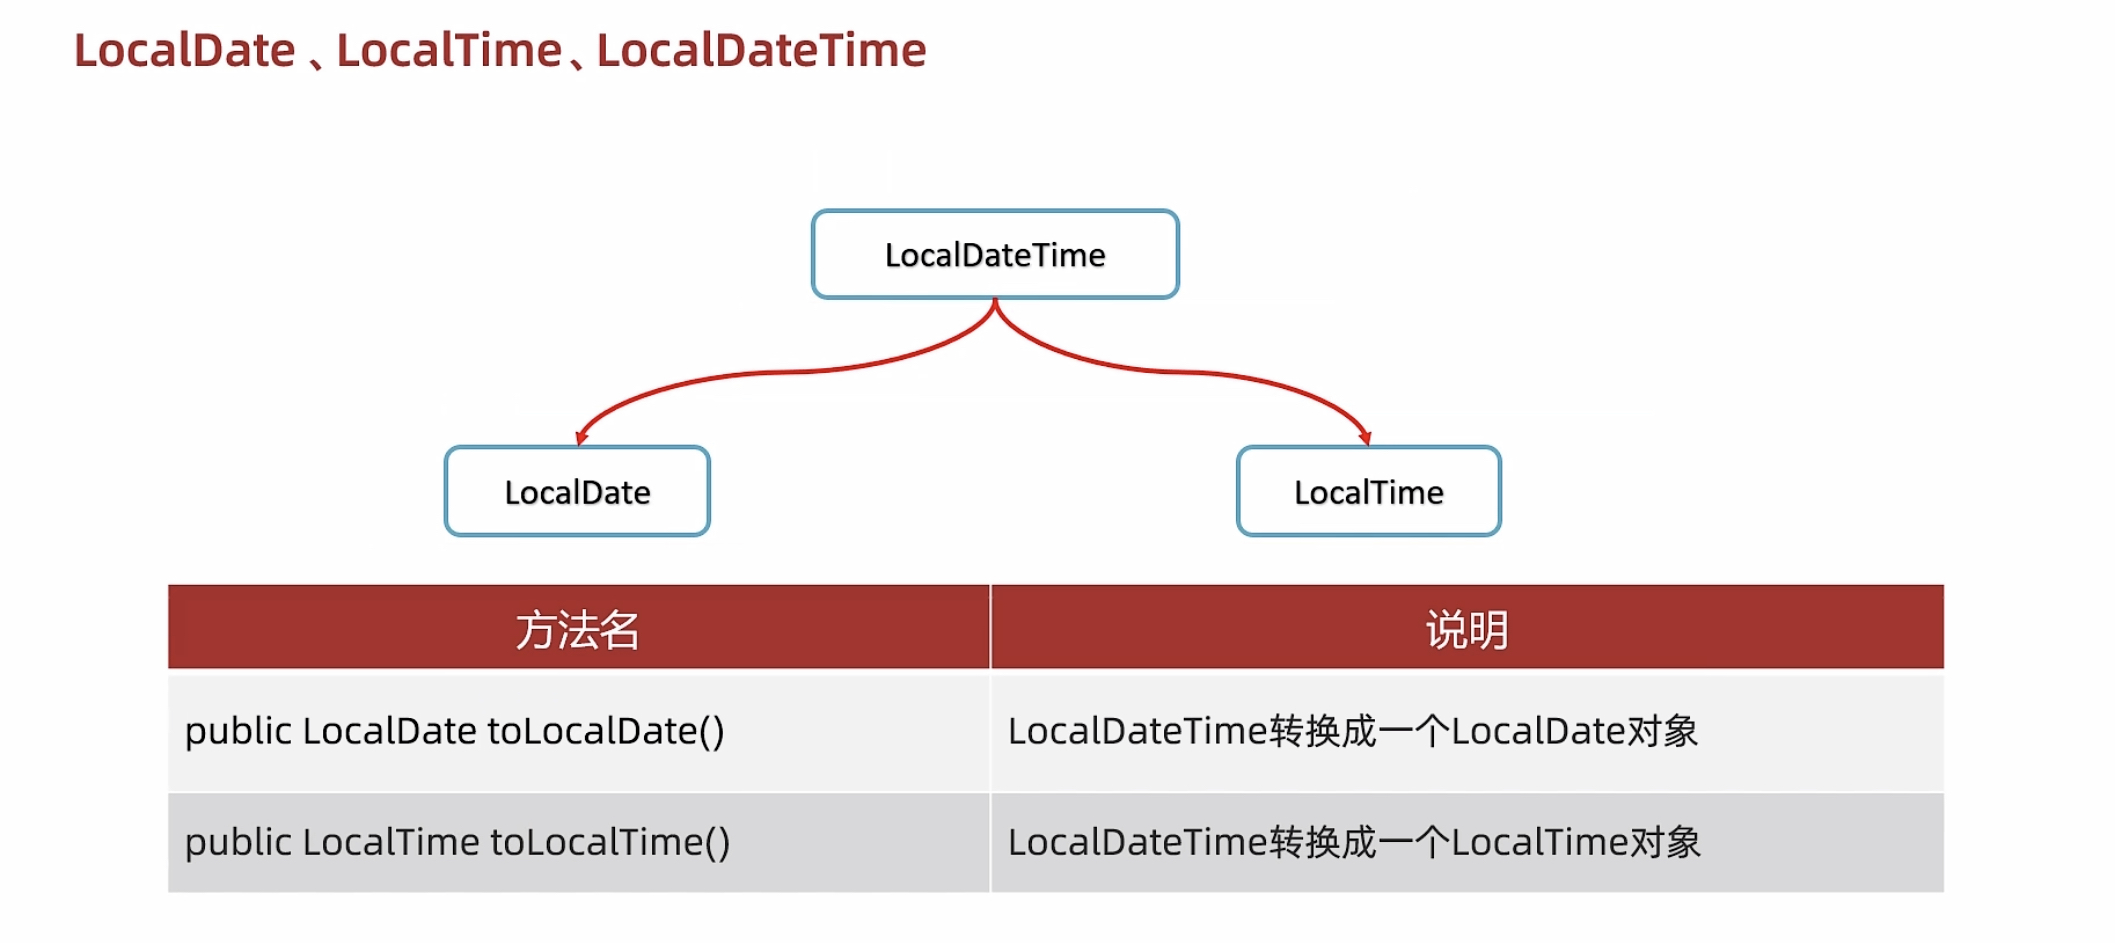 LocalDate 、LocalTime、LocalDateTime
LocalDateTime
LocalDate
LocalTime
方法名
说明
public LocalDate toLocalDate()
LocalDateTime转换成一个LocalDate对象
public LocalTime toLocalTime()
LocalDateTime转换成一个LocalTime对象